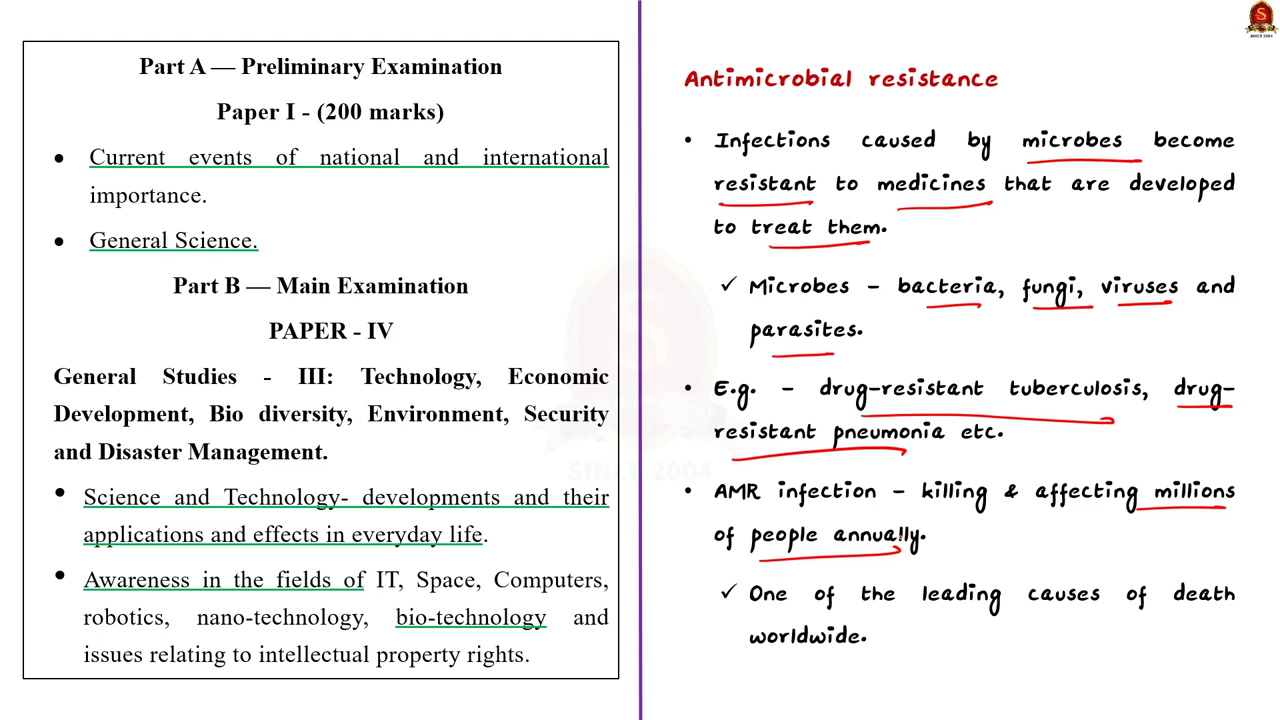 Part A — Preliminary Examination
Paper I - (200 marks)
• Current events of national and international
importance.
• General Science.
Part B — Main Examination
PAPER - IV
General Studies - III: Technology, Economic
Development, Bio diversity, Environment, Security
and Disaster Management.
• Science and Technology- developments and their
applications and effects in everyday life.
• Awareness in the fields of IT, Space, Computers,
robotics, nano-technology, bio-technology and
issues relating to intellectual property rights.
S
SINCE 2004
Antimicrobial resistance
• Infections caused by microbes become
resistant to medicines that are developed
to treat them.
✓ Microbes - bacteria, fungi, viruses and
parasites.
• E.g. - drug-resistant tuberculosis, drug-
resistant pneumonia etc.
• AMR infection - killing & affecting millions
of people annually.
✓ One of the leading causes of death
worldwide.
SINCE 2004